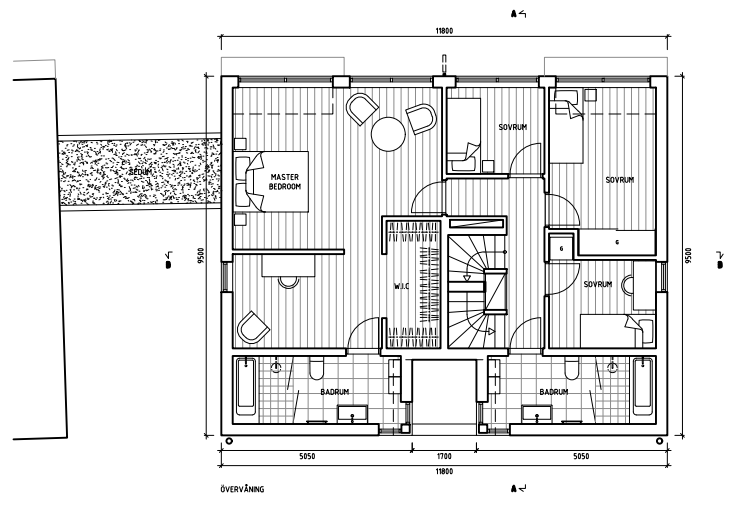 A
11800
SOVRUM
SEDUM
MASTER
BEDROOM
SOVRUM
G
G
B
9500
9500
B
W.I.C
SOVRUM
BADRUM
BADRUM
5050
1700
5050
11800
ÖVERVÅNING
A